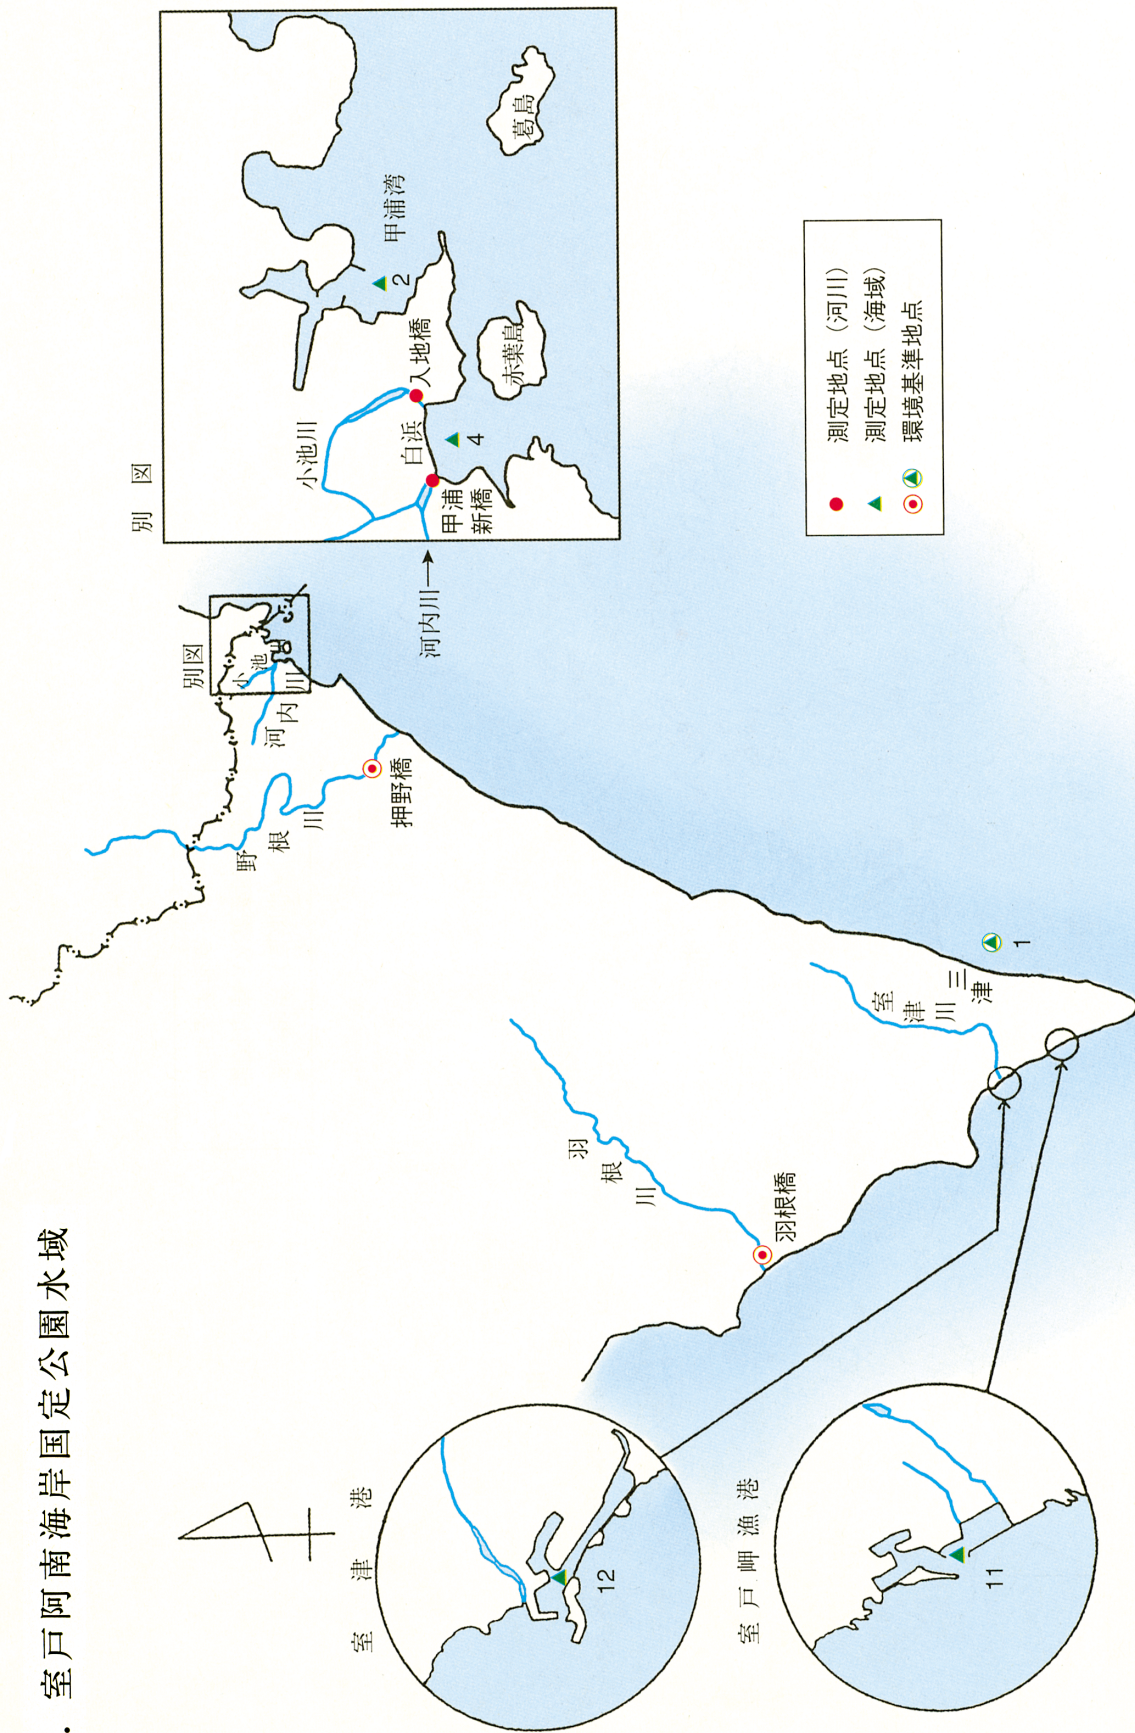 . 室戸阿南海岸国定公園水域
別図
小池川
河内川
野根川
押野橋
羽根川
羽根橋
室津川
三津
1
別 図
小池川
河内川→
白浜
甲浦
新橋
入地橋
甲浦湾
2
4
赤葉島
葛島
測定地点（河川）
測定地点（海域）
環境基準地点
室津港
12
室戸岬漁港
11